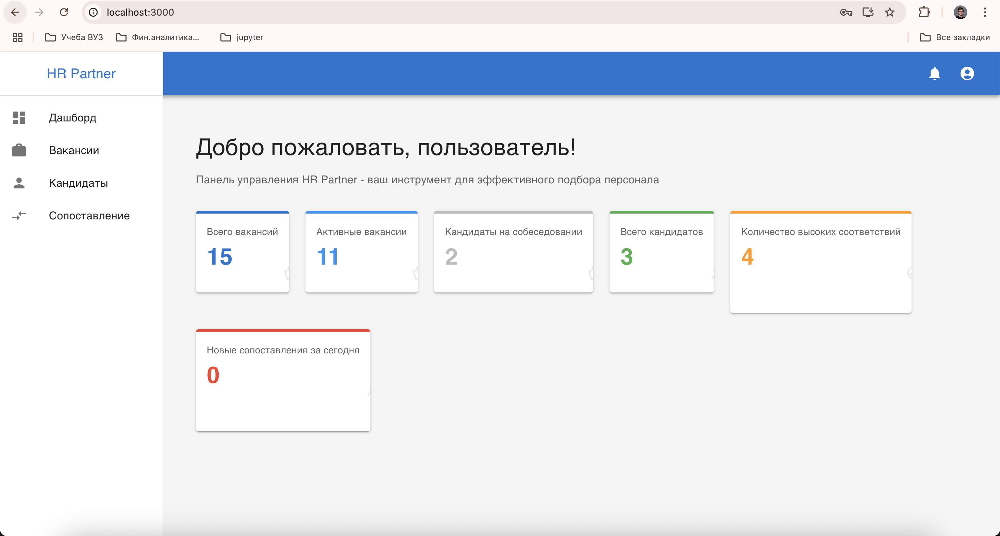 localhost:3000
Учеба ВУЗ
Фин.аналитика...
jupyter
Все закладки
HR Partner
Дашборд
Вакансии
Кандидаты
Сопоставление
Добро пожаловать, пользователь!
Панель управления HR Partner - ваш инструмент для эффективного подбора персонала
Всего вакансий
15
Активные вакансии
11
Кандидаты на собеседовании
2
Всего кандидатов
3
Количество высоких соответствий
4
Новые сопоставления за сегодня
0